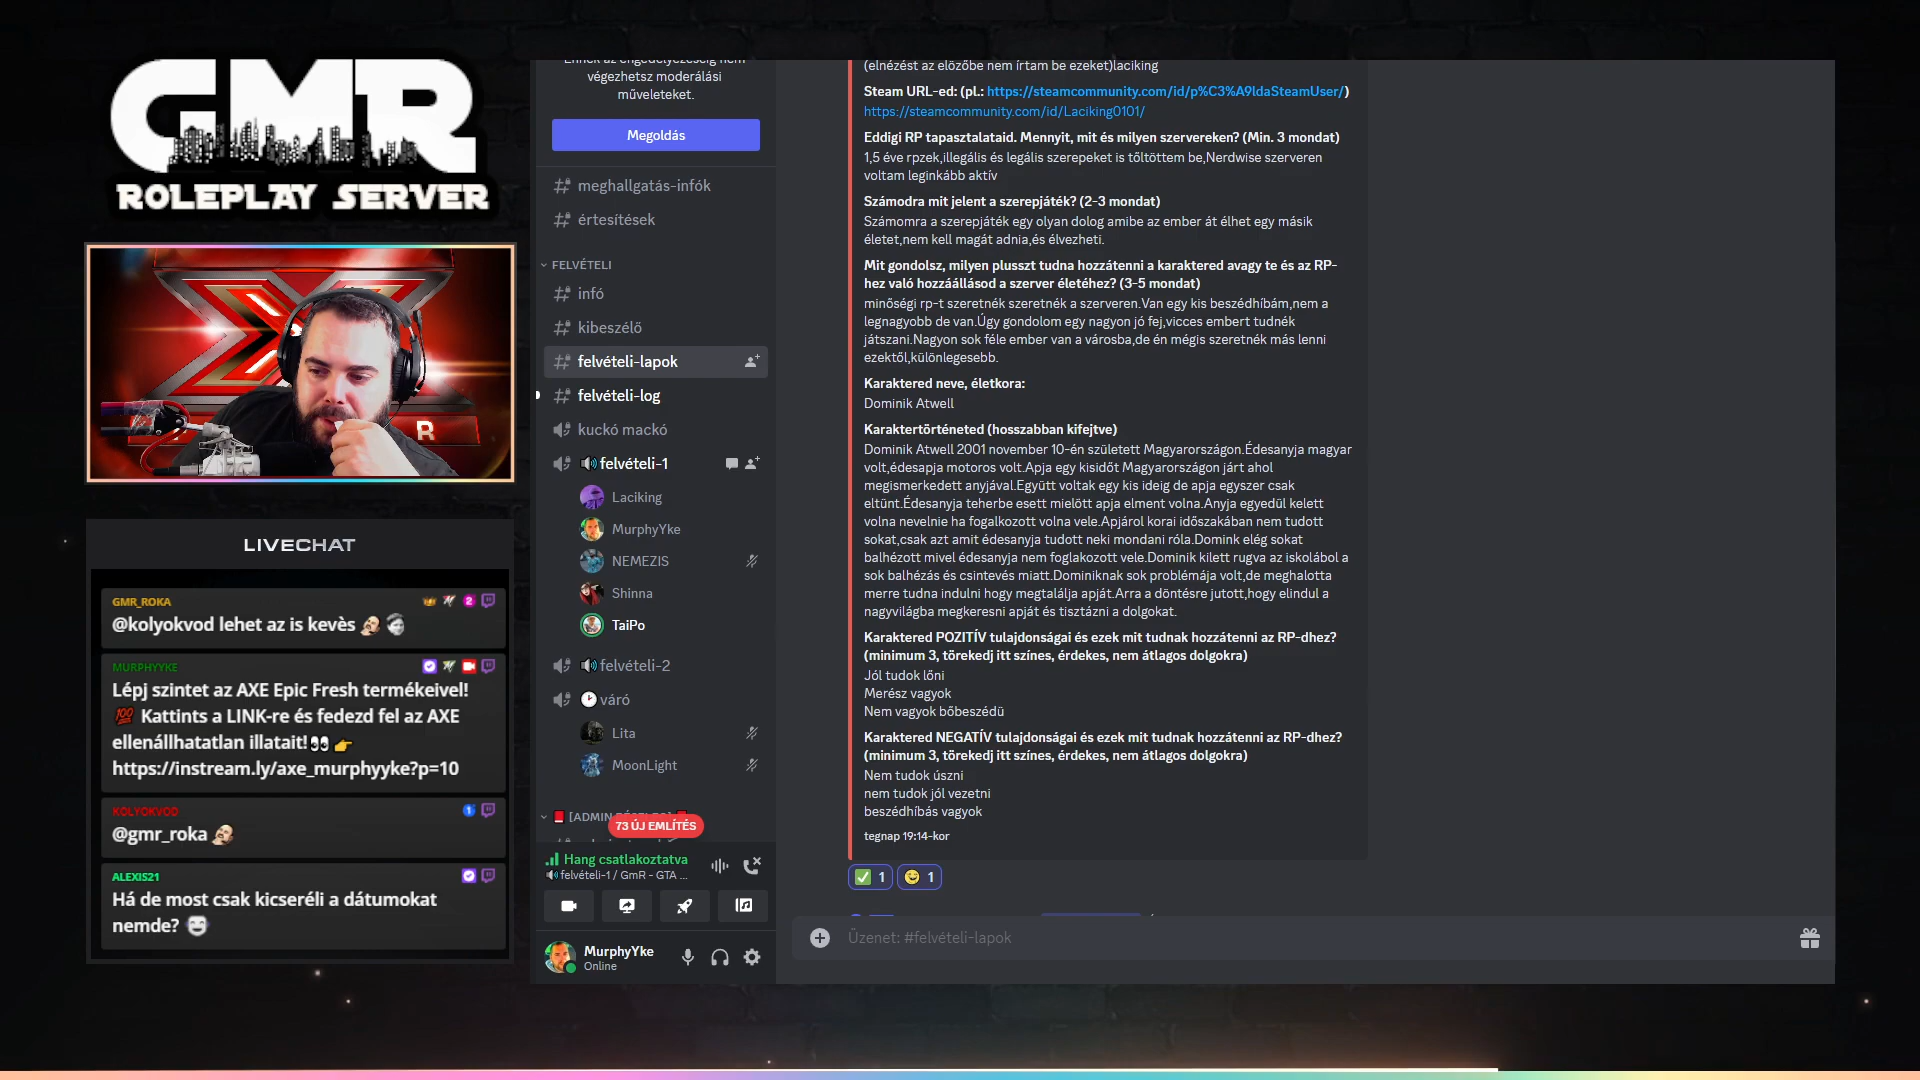 GMR
ROLEPLAY SERVER
R
LIVECHAT
GMR_ROKA
@kolyokvod lehet az is kevès
MURPHYYKE
Lépj szintet az AXE Epic Fresh termékeivel!
💯 Kattints a LINK-re és fedezd fel az AXE
ellenállhatatlan illatait!👀 👉
https://instream.ly/axe_murphyyke?p=10
KOLYOKVOD
@gmr_roka
ALEXIS21
Há de most csak kicseréli a dátumokat
nemde?
végezhetsz moderálási
műveleteket.
Megoldás
meghallgatás-infók
értesítések
FELVÉTELI
infó
kibeszélő
felvételi-lapok
felvételi-log
kuckó mackó
felvételi-1
Laciking
MurphyYke
NEMEZIS
Shinna
TaiPo
felvételi-2
váró
Lita
MoonLight
[ADMIN
73 ÚJ EMLÍTÉS
Hang csatlakoztatva
felvételi-1 / GmR - GTA ...
MurphyYke
Online
(elnézést az elözőbe nem írtam be ezeket)laciking
Steam URL-ed: (pl.: https://steamcommunity.com/id/p%C3%A9ldaSteamUser/)
https://steamcommunity.com/id/Laciking0101/
Eddigi RP tapasztalataid. Mennyit, mit és milyen szervereken? (Min. 3 mondat)
1,5 éve rpzek,illegális és legális szerepeket is tőltöttem be,Nerdwise szerveren
voltam leginkább aktív
Számodra mit jelent a szerepjáték? (2-3 mondat)
Számomra a szerepjáték egy olyan dolog amibe az ember át élhet egy másik
életet,nem kell magát adnia,és élvezheti.
Mit gondolsz, milyen plusszt tudna hozzátenni a karaktered avagy te és az RP-
hez való hozzáállásod a szerver életéhez? (3-5 mondat)
minőségi rp-t szeretnék szeretnék a szerveren.Van egy kis beszédhíbám,nem a
legnagyobb de van.Úgy gondolom egy nagyon jó fej,vicces embert tudnék
játszani.Nagyon sok féle ember van a városba,de én mégis szeretnék más lenni
ezektől,különlegesebb.
Karaktered neve, életkora:
Dominik Atwell
Karaktertörténeted (hosszabban kifejtve)
Dominik Atwell 2001 november 10-én született Magyarországon.Édesanyja magyar
volt,édesapja motoros volt.Apja egy kisidőt Magyarországon járt ahol
megismerkedett anyjával.Együtt voltak egy kis ideig de apja egyszer csak
eltünt.Édesanyja teherbe esett mielött apja elment volna.Anyja egyedül kelett
volna nevelnie ha fogalkozott volna vele.Apjárol korai időszakában nem tudott
sokat,csak azt amit édesanyja tudott neki mondani róla.Domink elég sokat
balhézott mivel édesanyja nem foglakozott vele.Dominik kilett rugva az iskolából a
sok balhézás és csintevés miatt.Dominiknak sok problémája volt,de meghalotta
merre tudna indulni hogy megtalálja apját.Arra a döntésre jutott,hogy elindul a
nagyvilágba megkeresni apját és tisztázni a dolgokat.
Karaktered POZITÍV tulajdonságai és ezek mit tudnak hozzátenni az RP-dhez?
(minimum 3, törekedj itt színes, érdekes, nem átlagos dolgokra)
Jól tudok lőni
Merész vagyok
Nem vagyok bőbeszédü
Karaktered NEGATÍV tulajdonságai és ezek mit tudnak hozzátenni az RP-dhez?
(minimum 3, törekedj itt színes, érdekes, nem átlagos dolgokra)
Nem tudok úszni
nem tudok jól vezetni
beszédhíbás vagyok
tegnap 19:14-kor
1
1
Üzenet: #felvételi-lapok